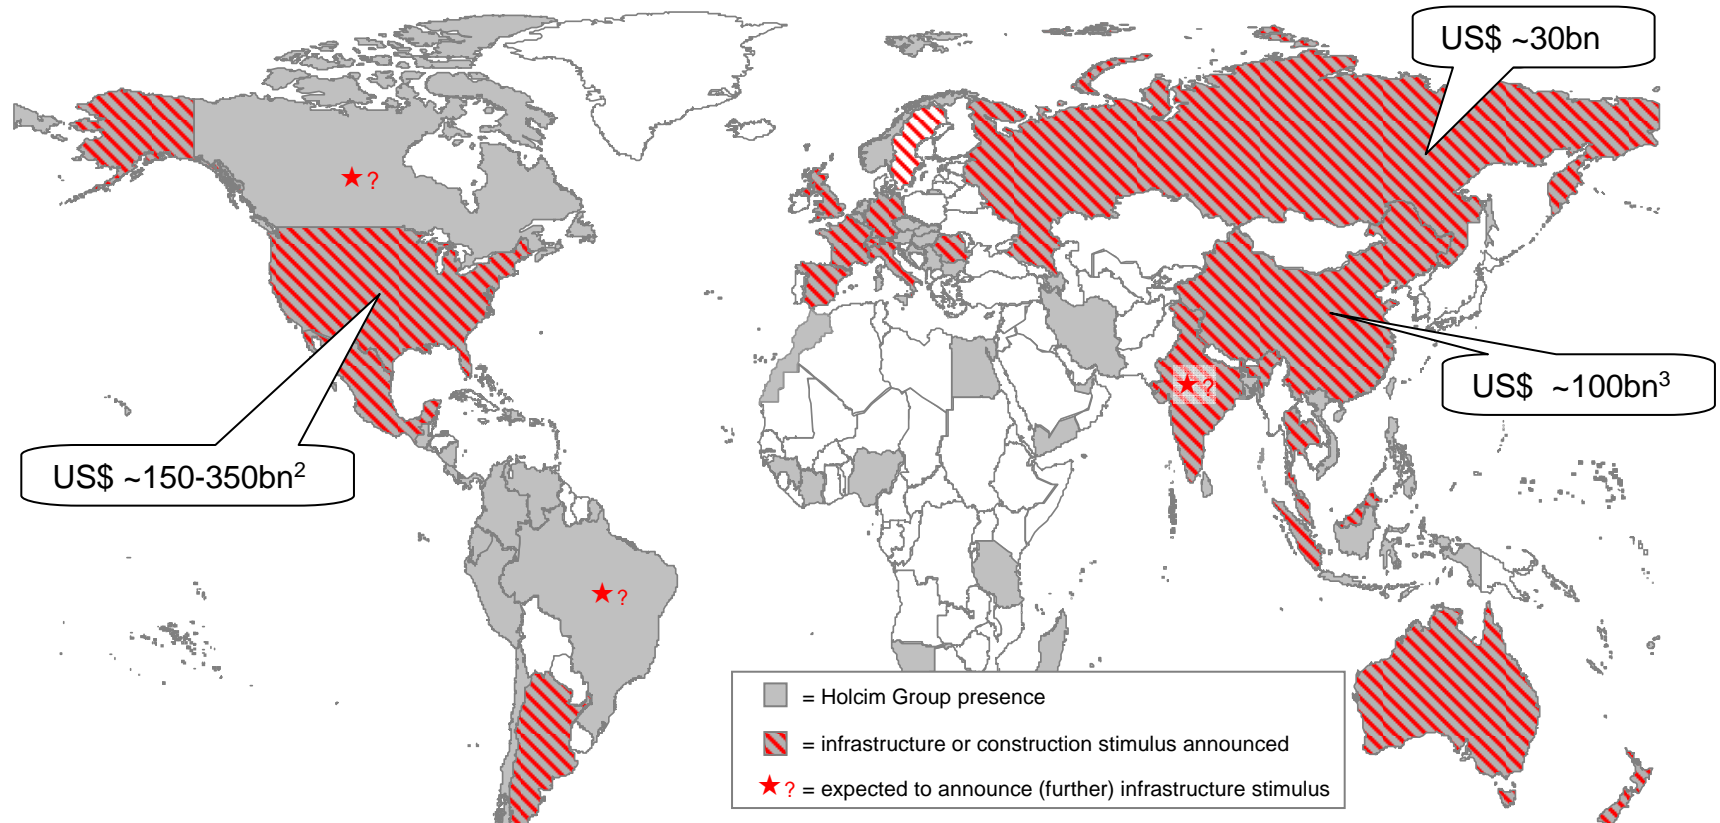 US$ ~30bn
★?
US$ ~100bn³
★?
US$ ~150-350bn²
★?
= Holcim Group presence
= infrastructure or construction stimulus announced
★? = expected to announce (further) infrastructure stimulus